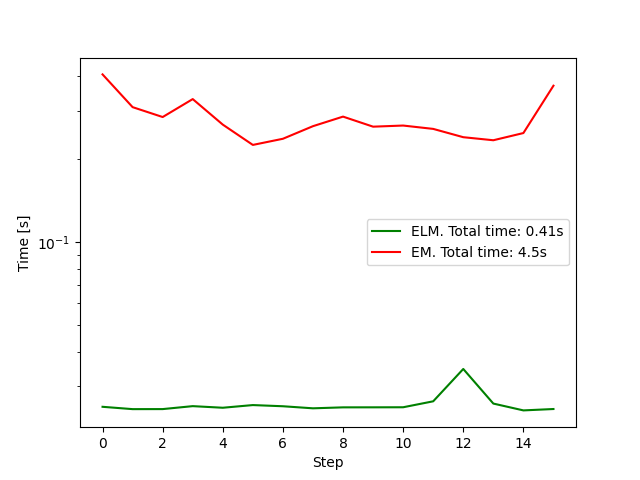 Time [s]
10⁻¹
ELM. Total time: 0.41s
EM. Total time: 4.5s
0 2 4 6 8 10 12 14
Step